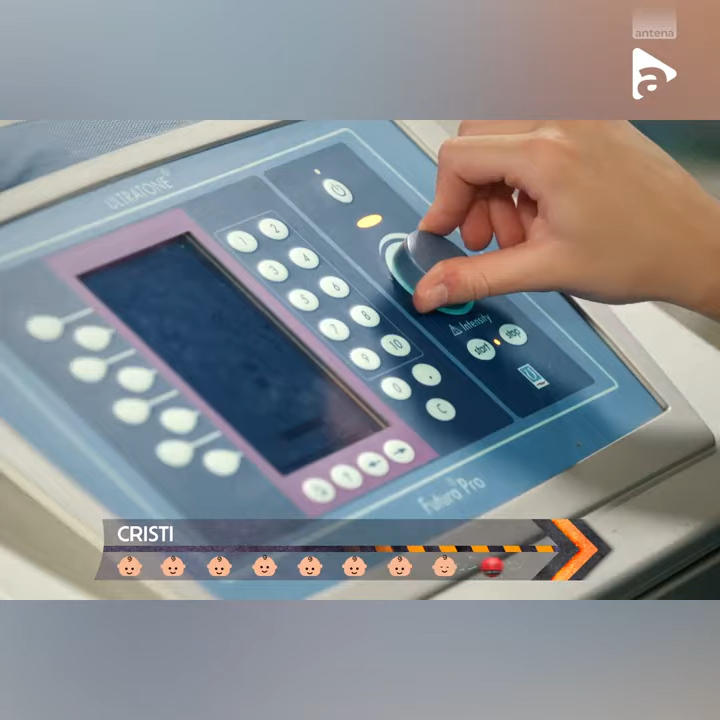 antena
a
ULTRATONE
1 2
3 4
5 6
7 8
9 10
0 .
C
Intensity
start stop
Futura Pro
CRISTI